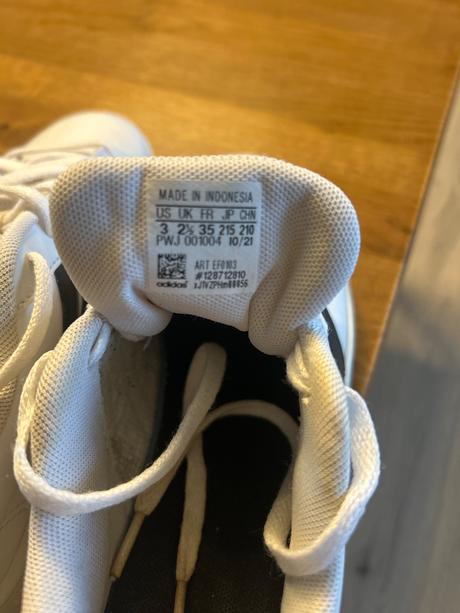 MADE IN INDONESIA
US UK FR JP CHN
3 2½ 35 215 210
PWJ 001004 10/21
ART EF0103
#128712810
adidas